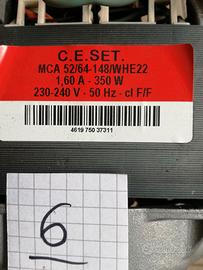 C.E.SET.
MCA 52/64-148/WHE22
1,60 A - 350 W
230-240 V - 50 Hz - cl F/F
4619 750 37311
6